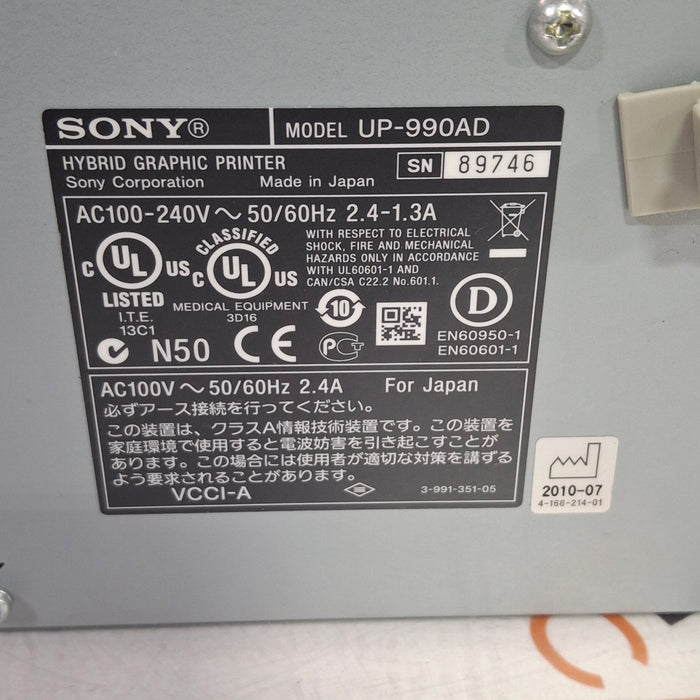 SONY®
MODEL UP-990AD
HYBRID GRAPHIC PRINTER
SN 89746
Sony Corporation Made in Japan
AC100-240V ～ 50/60Hz 2.4-1.3A
C UL US
LISTED
I.T.E.
13C1
CLASSIFIED
C UL US
MEDICAL EQUIPMENT
3D16
WITH RESPECT TO ELECTRICAL
SHOCK, FIRE AND MECHANICAL
HAZARDS ONLY IN ACCORDANCE
WITH UL60601-1 AND
CAN/CSA C22.2 No.601.1.
10
D
EN60950-1
EN60601-1
N50
CE
AC100V ～ 50/60Hz 2.4A For Japan
必ずアース接続を行ってください。
この装置は、クラスA情報技術装置です。この装置を
家庭環境で使用すると電波妨害を引き起こすことが
あります。この場合には使用者が適切な対策を講ずる
よう要求されることがあります。
VCCI-A
3-991-351-05
2010-07
4-166-214-01